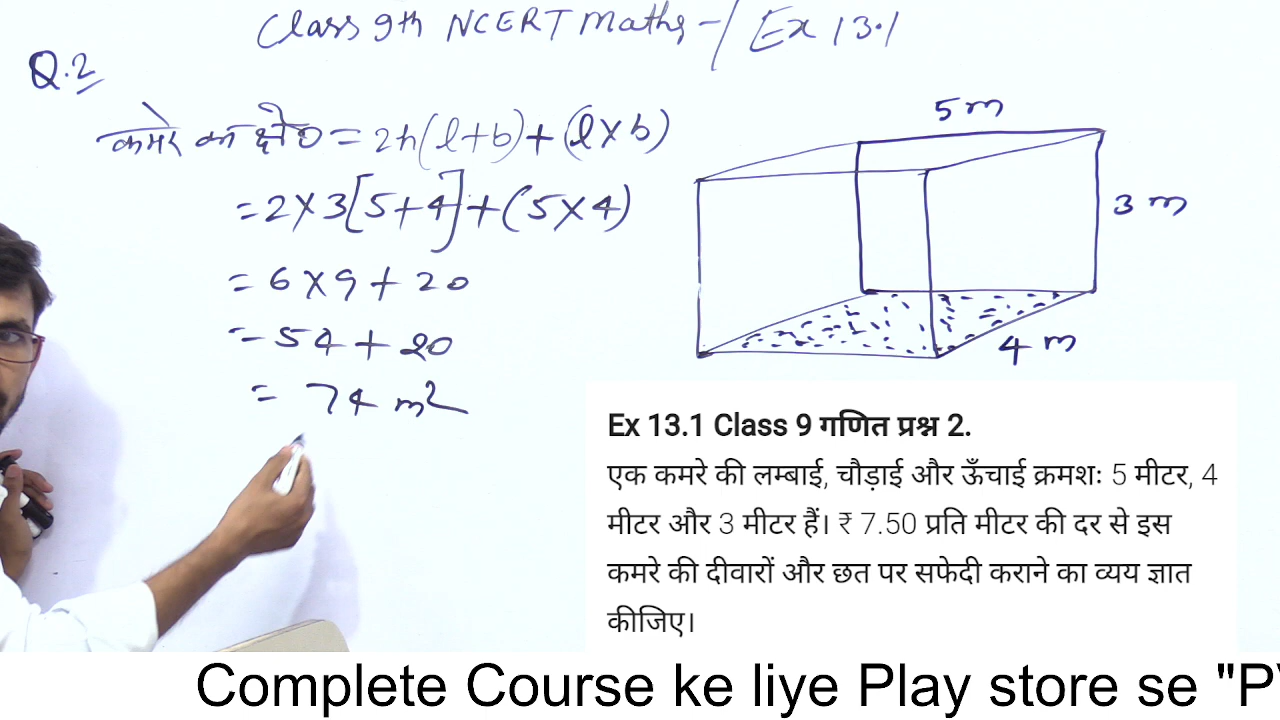 Class 9th NCERT Maths - / Ex 13.1
Q.2
कमरे का क्षे० = 2h(l+b) + (l×b)
= 2×3[5+4] + (5×4)
= 6×9 + 20
= 54 + 20
= 74 m²
5 m
3 m
4 m
Ex 13.1 Class 9 गणित प्रश्न 2.
एक कमरे की लम्बाई, चौड़ाई और ऊँचाई क्रमशः 5 मीटर, 4
मीटर और 3 मीटर हैं। ₹ 7.50 प्रति मीटर की दर से इस
कमरे की दीवारों और छत पर सफेदी कराने का व्यय ज्ञात
कीजिए।
Complete Course ke liye Play store se "P